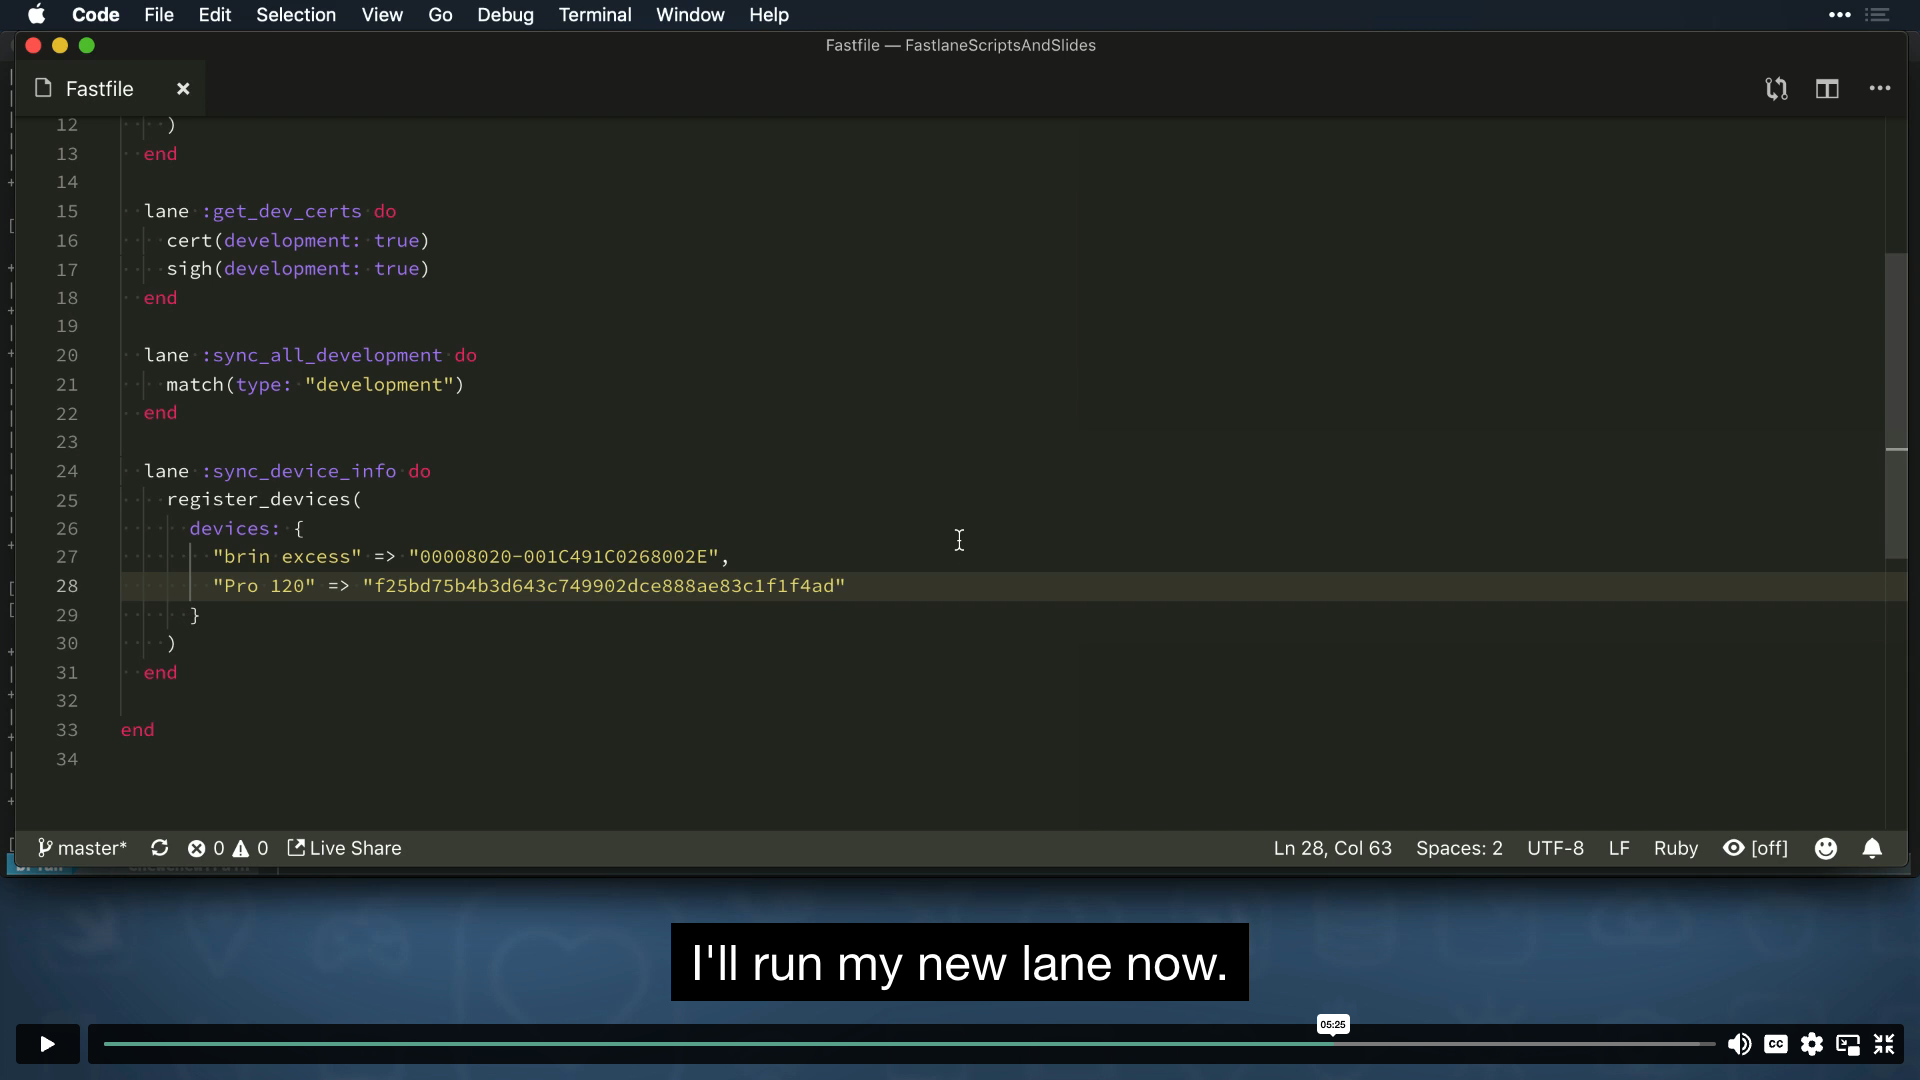 Code File Edit Selection View Go Debug Terminal Window Help
Fastfile — FastlaneScriptsAndSlides
Fastfile
12 )
13 end
14
15 lane :get_dev_certs do
16 cert(development: true)
17 sigh(development: true)
18 end
19
20 lane :sync_all_development do
21 match(type: "development")
22 end
23
24 lane :sync_device_info do
25 register_devices(
26 devices: {
27 "brin excess" => "00008020-001C491C0268002E",
28 "Pro 120" => "f25bd75b4b3d643c749902dce888ae83c1f1f4ad"
29 }
30 )
31 end
32
33 end
34
master* 0 0 Live Share Ln 28, Col 63 Spaces: 2 UTF-8 LF Ruby [off]
I'll run my new lane now.
05:25
CC